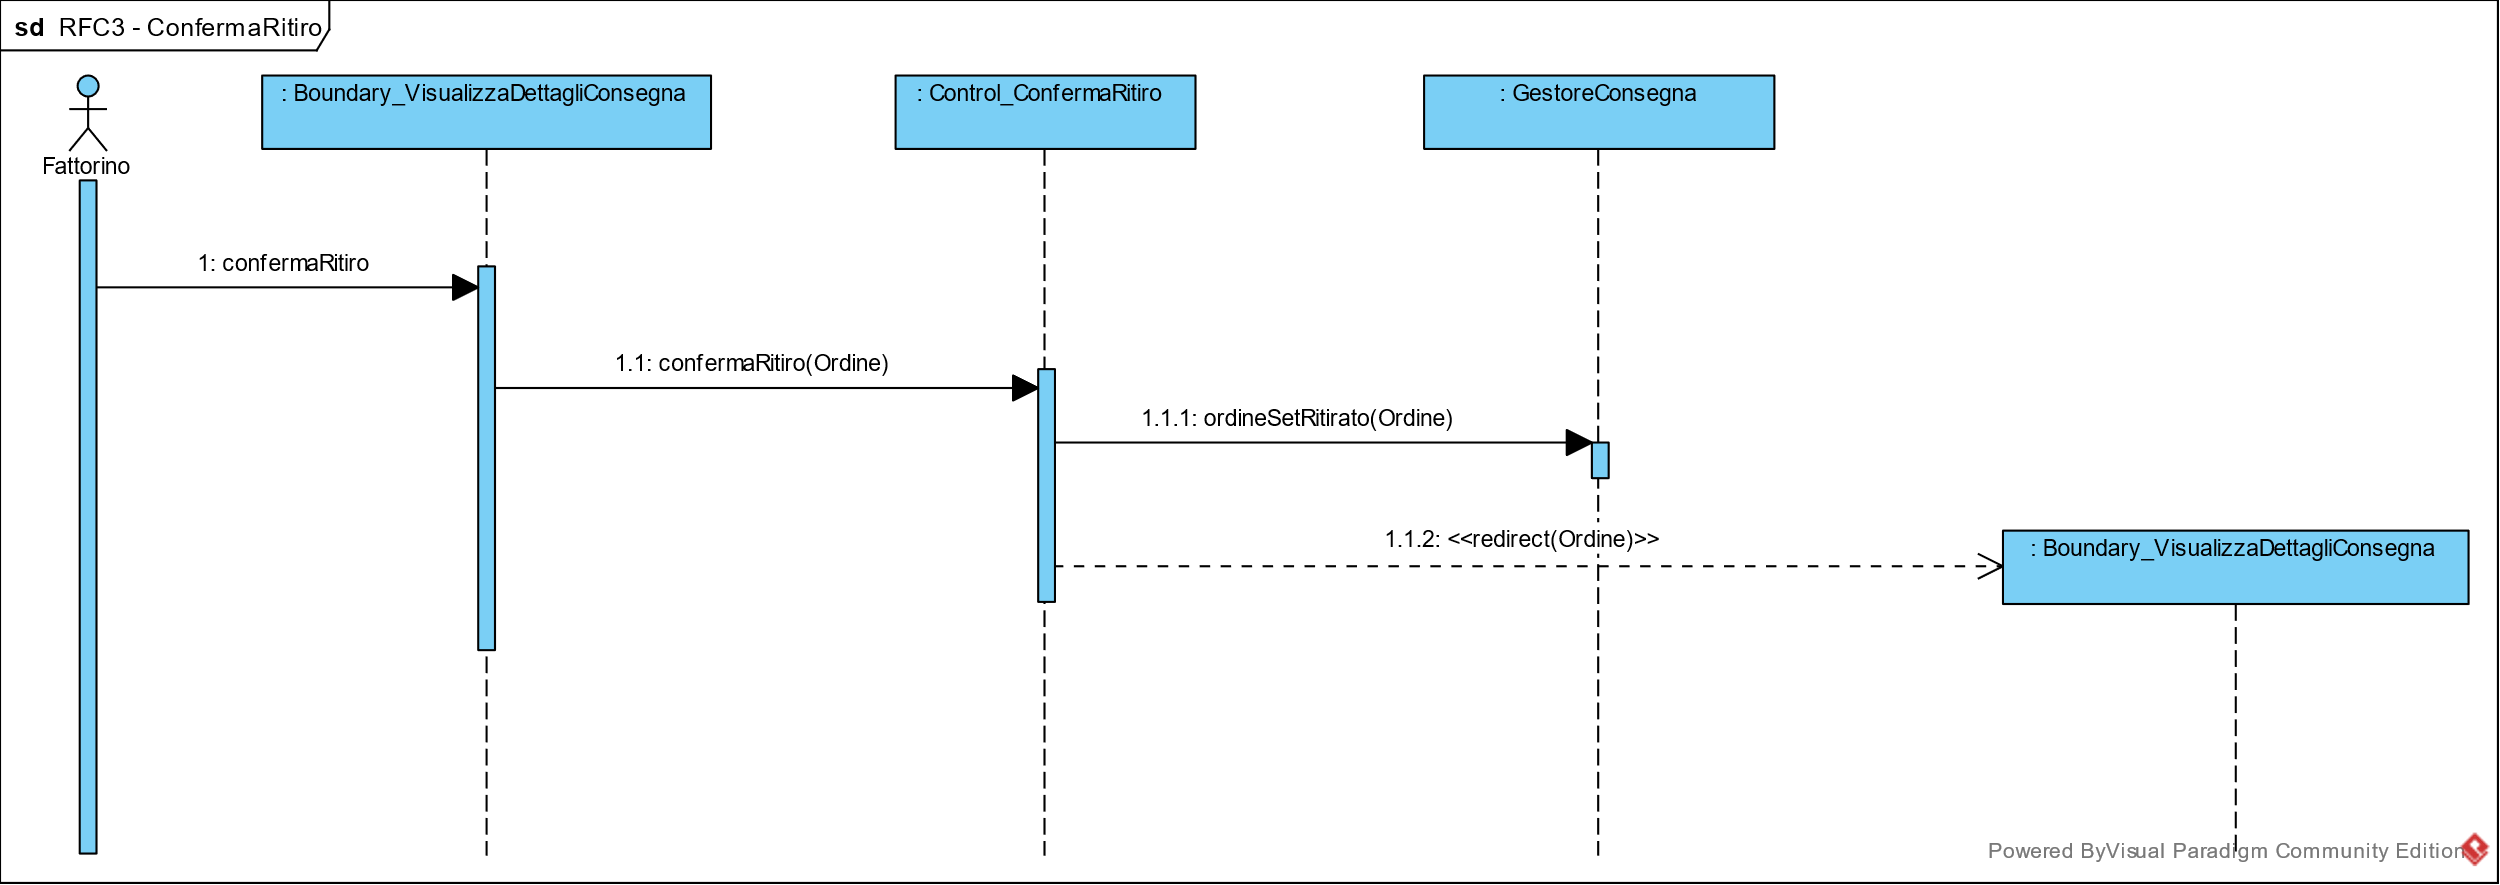 sd RFC3 - ConfermaRitiro
Fattorino
: Boundary_VisualizzaDettagliConsegna
: Control_ConfermaRitiro
: GestoreConsegna
1: confermaRitiro
1.1: confermaRitiro(Ordine)
1.1.1: ordineSetRitirato(Ordine)
1.1.2: <<redirect(Ordine)>>
: Boundary_VisualizzaDettagliConsegna
Powered ByVisual Paradigm Community Edition